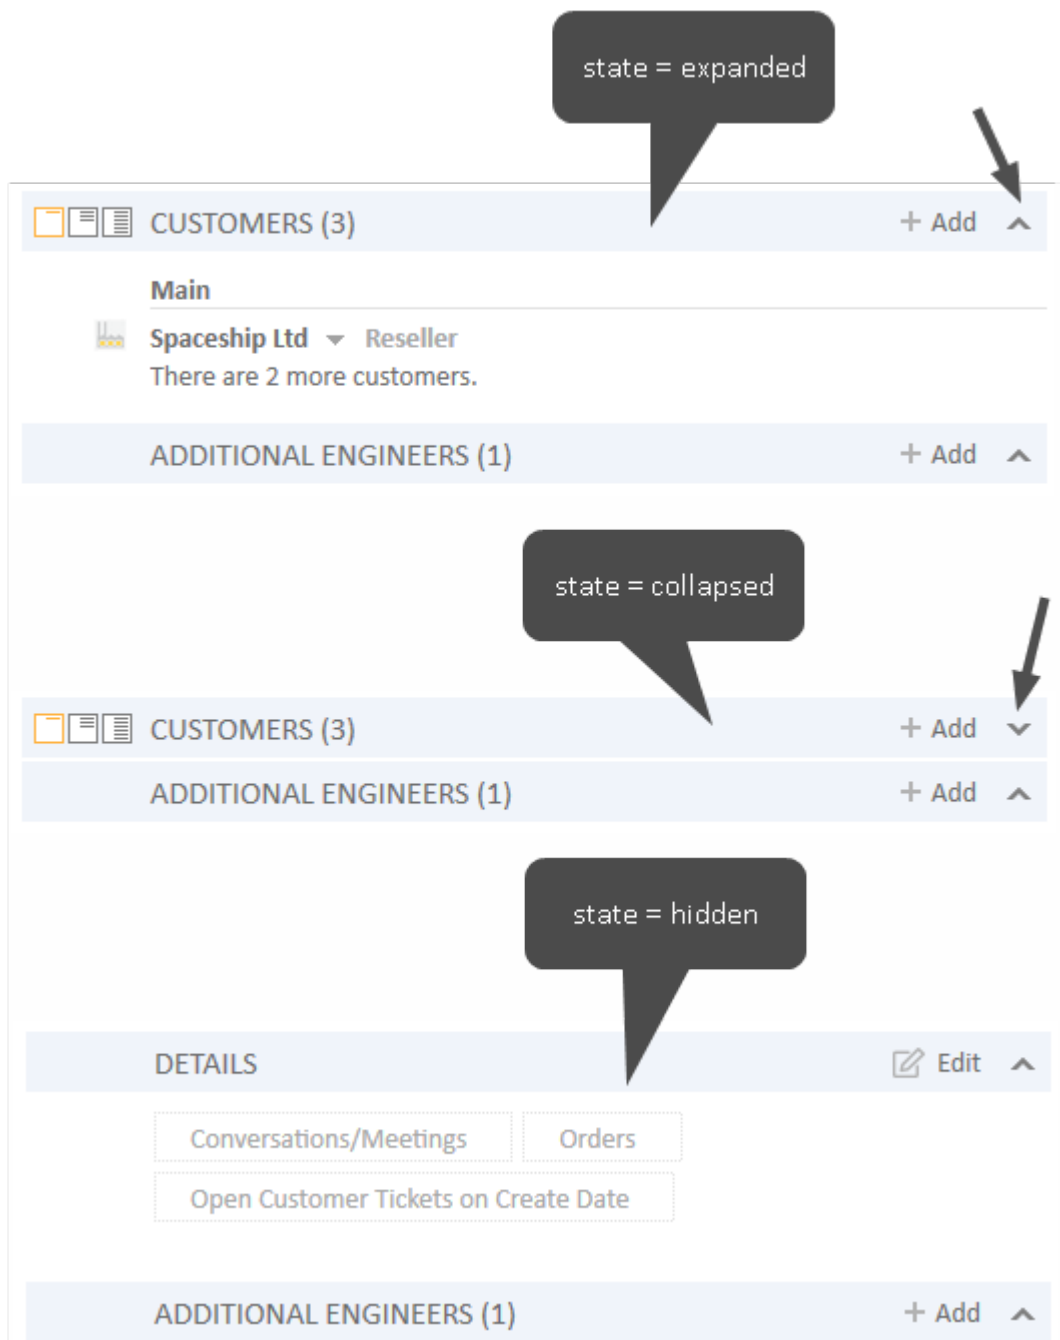 state = expanded
CUSTOMERS (3) + Add
Main
Spaceship Ltd Reseller
There are 2 more customers.
ADDITIONAL ENGINEERS (1) + Add
state = collapsed
CUSTOMERS (3) + Add
ADDITIONAL ENGINEERS (1) + Add
state = hidden
DETAILS Edit
Conversations/Meetings Orders
Open Customer Tickets on Create Date
ADDITIONAL ENGINEERS (1) + Add